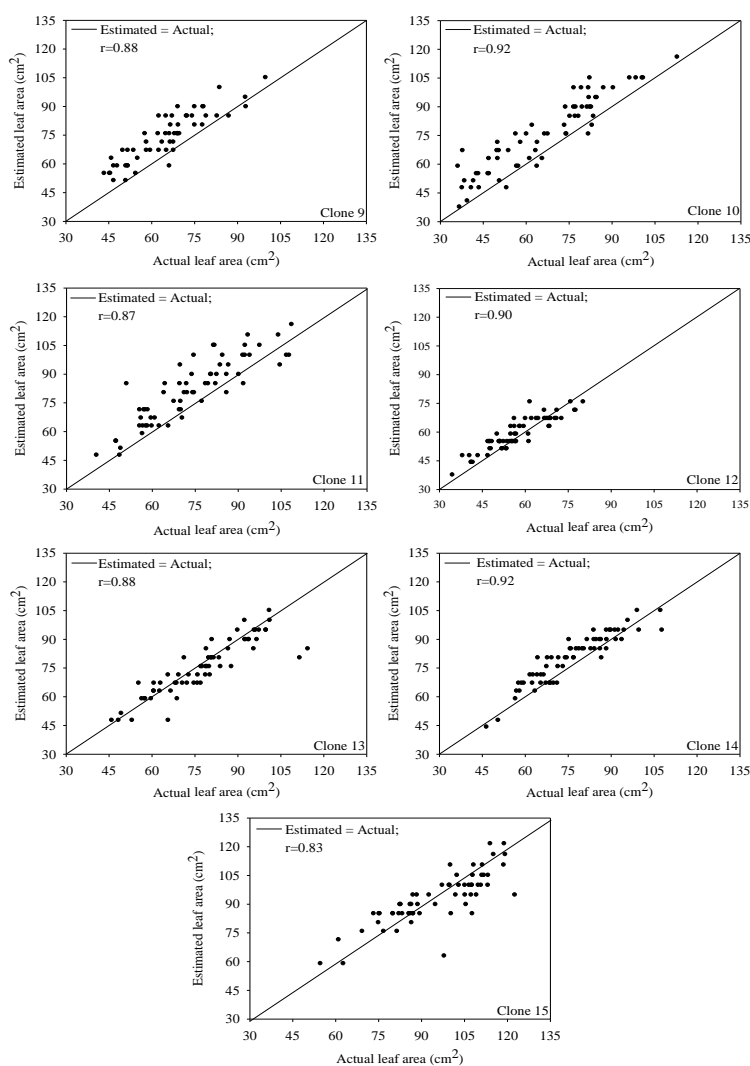 Estimated = Actual;
r=0.88
Estimated leaf area (cm2)
135
120
105
90
75
60
45
30
Clone 9
30 45 60 75 90 105 120 135
Actual leaf area (cm2)
Estimated = Actual;
r=0.92
Estimated leaf area (cm2)
135
120
105
90
75
60
45
30
Clone 10
30 45 60 75 90 105 120 135
Actual leaf area (cm2)
Estimated = Actual;
r=0.87
Estimated leaf area (cm2)
135
120
105
90
75
60
45
30
Clone 11
30 45 60 75 90 105 120 135
Actual leaf area (cm2)
Estimated = Actual;
r=0.90
Estimated leaf area (cm2)
135
120
105
90
75
60
45
30
Clone 12
30 45 60 75 90 105 120 135
Actual leaf area (cm2)
Estimated = Actual;
r=0.88
Estimated leaf area (cm2)
135
120
105
90
75
60
45
30
Clone 13
30 45 60 75 90 105 120 135
Actual leaf area (cm2)
Estimated = Actual;
r=0.92
Estimated leaf area (cm2)
135
120
105
90
75
60
45
30
Clone 14
30 45 60 75 90 105 120 135
Actual leaf area (cm2)
Estimated = Actual;
r=0.83
Estimated leaf area (cm2)
135
120
105
90
75
60
45
30
Clone 15
30 45 60 75 90 105 120 135
Actual leaf area (cm2)